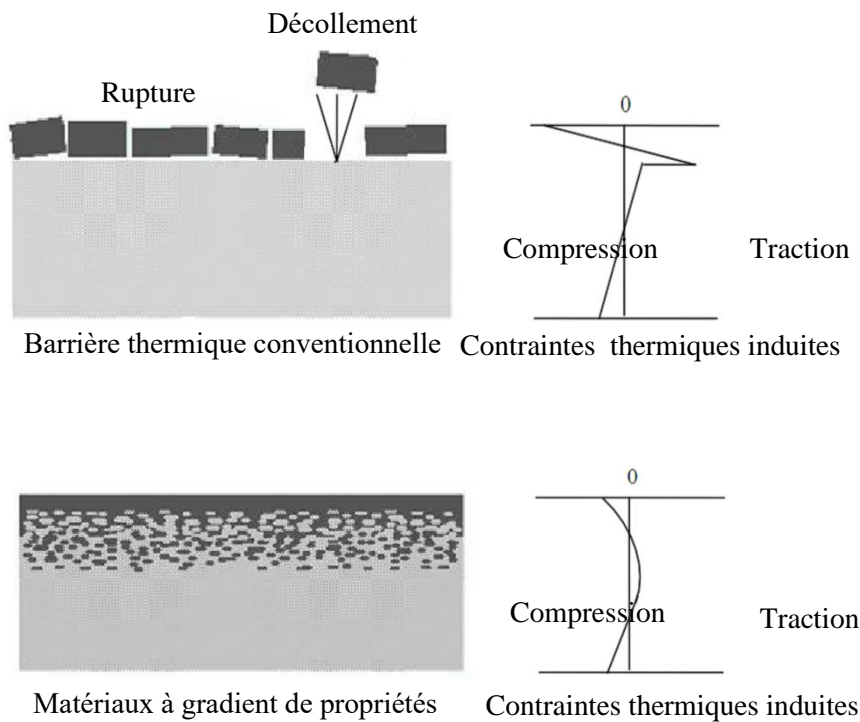 Décollement
Rupture
0
Compression
Traction
Barrière thermique conventionnelle
Contraintes thermiques induites
0
Compression
Traction
Matériaux à gradient de propriétés
Contraintes thermiques induites